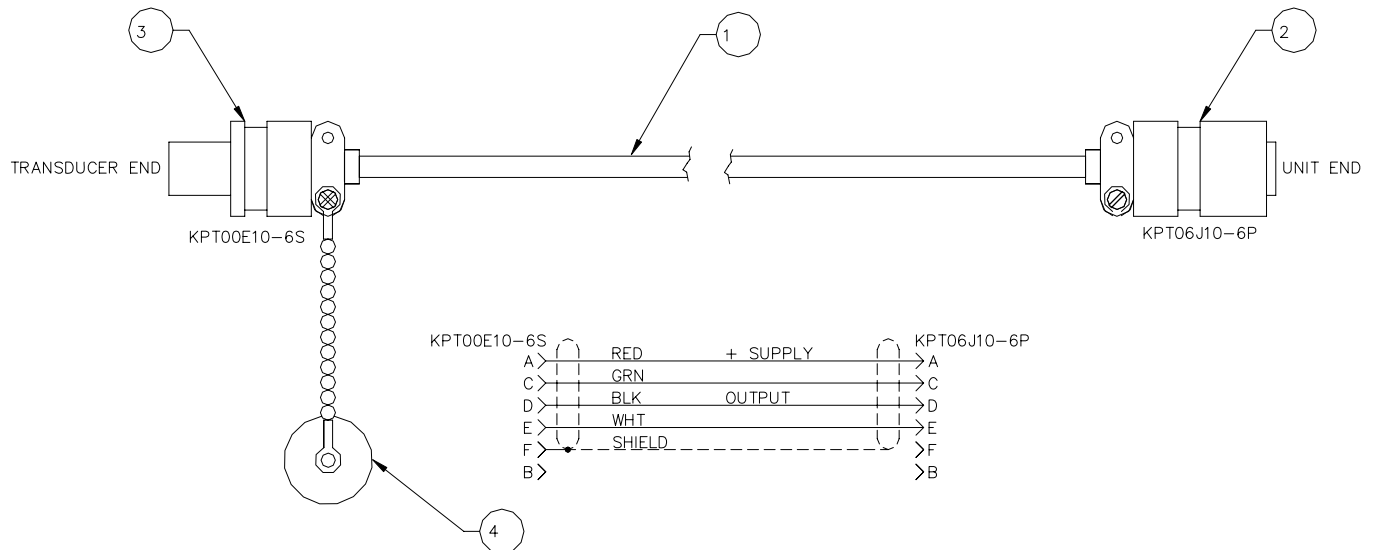 3
1
2
TRANSDUCER END
UNIT END
KPT00E10-6S
KPT06J10-6P
KPT00E10-6S
KPT06J10-6P
A RED + SUPPLY A
C GRN C
D BLK OUTPUT D
E WHT E
F SHIELD F
B B
4